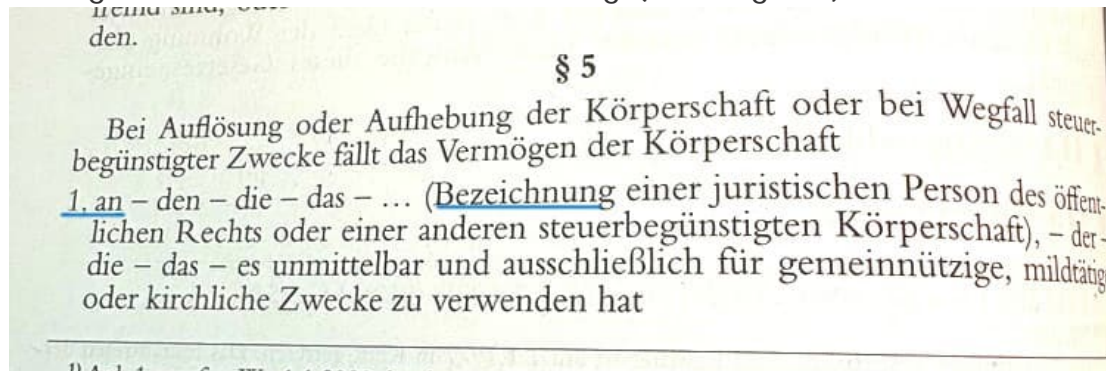 den.
§ 5
Bei Auflösung oder Aufhebung der Körperschaft oder bei Wegfall steuer-
begünstigter Zwecke fällt das Vermögen der Körperschaft
1. an – den – die – das – ... (Bezeichnung einer juristischen Person des öffent-
lichen Rechts oder einer anderen steuerbegünstigten Körperschaft), – der –
die – das – es unmittelbar und ausschließlich für gemeinnützige, mildtätig
oder kirchliche Zwecke zu verwenden hat